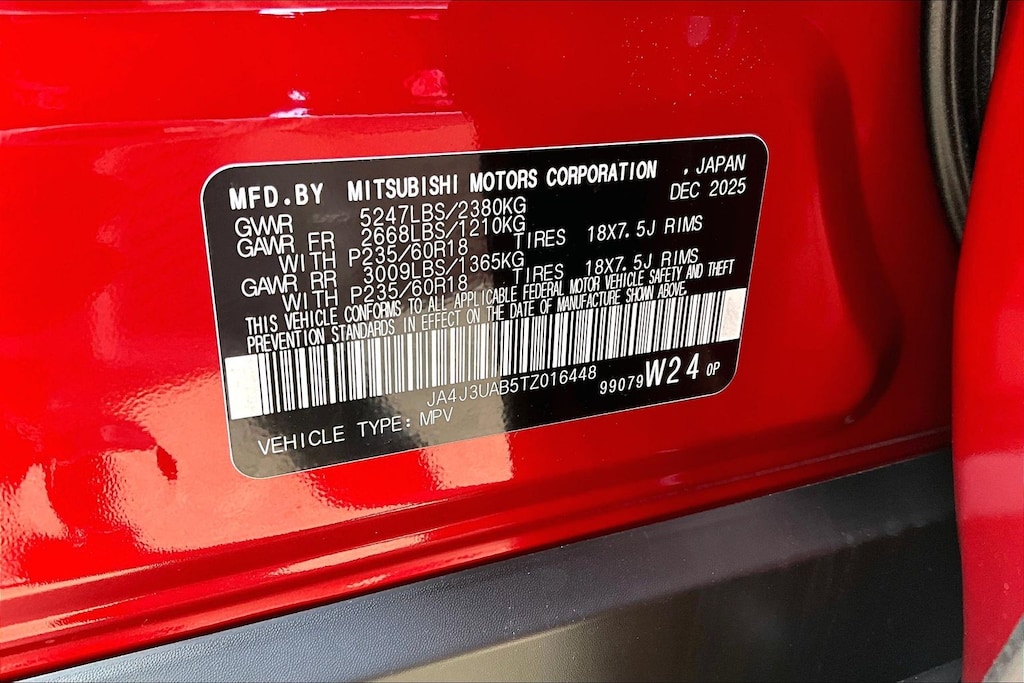 MFD.BY MITSUBISHI MOTORS CORPORATION , JAPAN
DEC 2025
GWWR 5247LBS/2380KG
GAWR FR 2668LBS/1210KG
WITH P235/60R18 TIRES 18X7.5J RIMS
GAWR RR 3009LBS/1365KG
WITH P235/60R18 TIRES 18X7.5J RIMS
THIS VEHICLE CONFORMS TO ALL APPLICABLE FEDERAL MOTOR VEHICLE SAFETY AND THEFT
PREVENTION STANDARDS IN EFFECT ON THE DATE OF MANUFACTURE SHOWN ABOVE.
JA4J3UAB5TZ016448
99079 W24 OP
VEHICLE TYPE: MPV